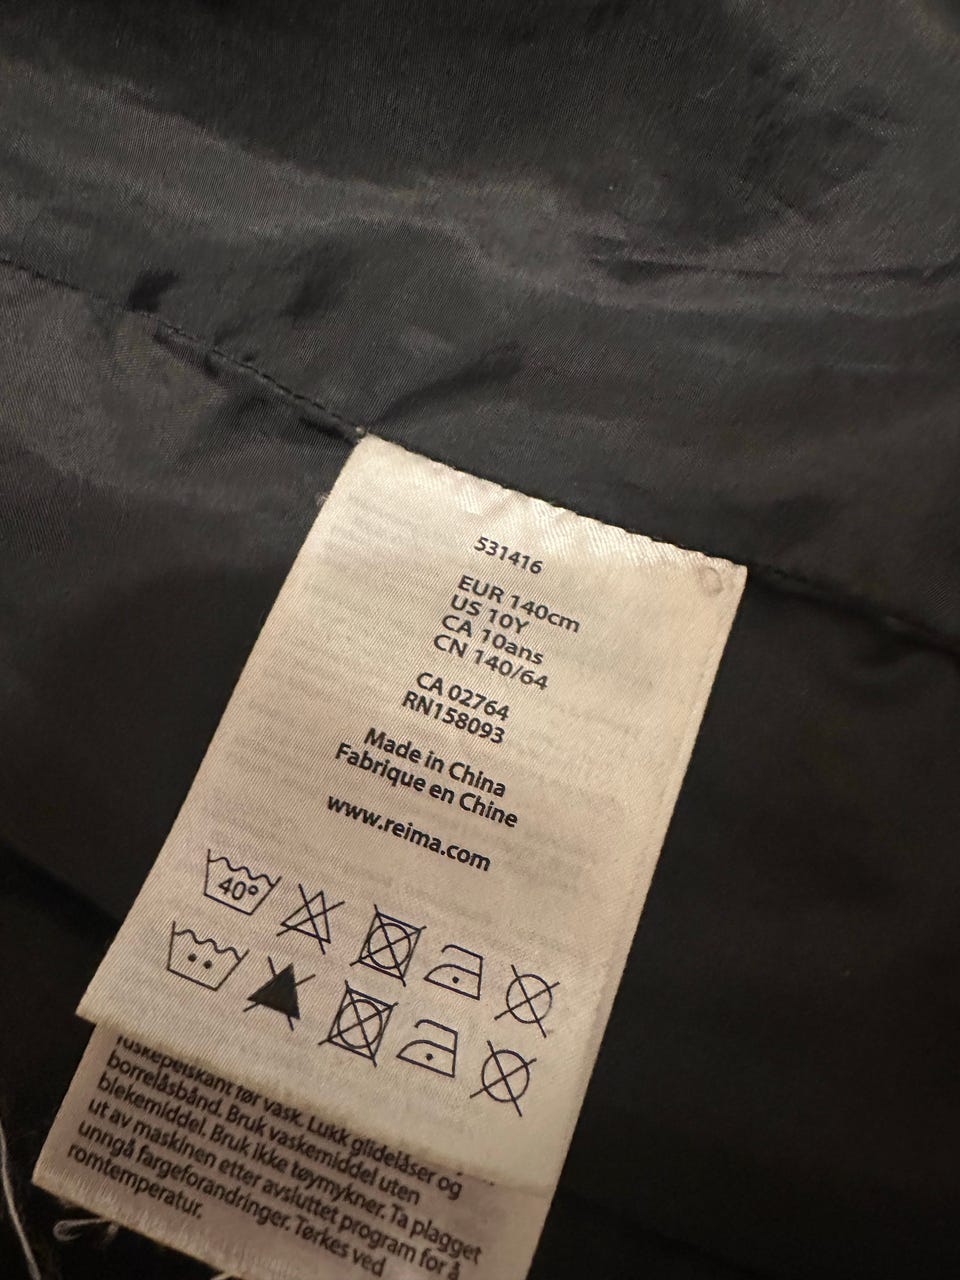 531416
EUR 140cm
US 10Y
CA 10ans
CN 140/64
CA 02764
RN158093
Made in China
Fabrique en Chine
www.reima.com
40°
før vask. Lukk glidelåser og
borrelåsbånd. Bruk vaskemiddel uten
blekemiddel. Bruk ikke tøymykner. Ta plagget
ut av maskinen etter avsluttet program for å
unngå fargeforandringer. Tørkes ved
romtemperatur.